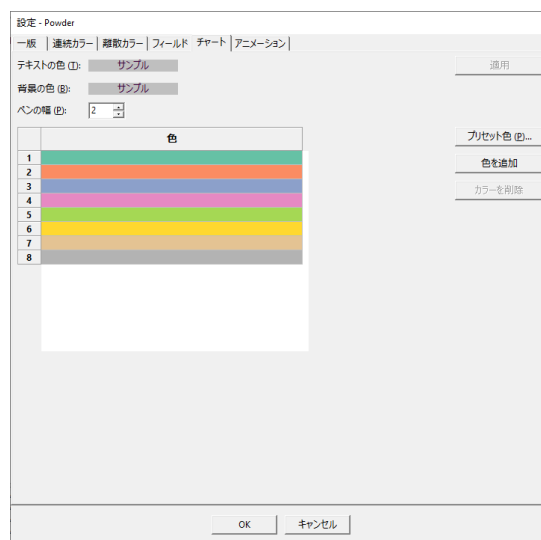 設定 - Powder
一版 連続カラー 離散カラー フィールド チャート アニメーション
テキストの色 (T): サンプル 適用
背景の色 (B): サンプル
ペンの幅 (P): 2
色 プリセット色 (P)...
1 色を追加
2
3 カラーを削除
4
5
6
7
8
OK キャンセル